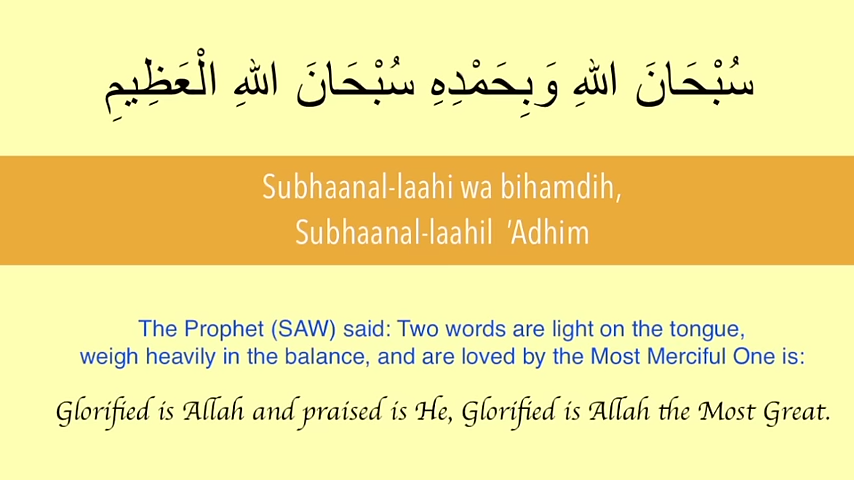 سُبْحَانَ اللهِ وَبِحَمْدِهِ سُبْحَانَ اللهِ الْعَظِيمِ
Subhaanal-laahi wa bihamdih,
Subhaanal-laahil 'Adhim
The Prophet (SAW) said: Two words are light on the tongue,
weigh heavily in the balance, and are loved by the Most Merciful One is:
Glorified is Allah and praised is He, Glorified is Allah the Most Great.